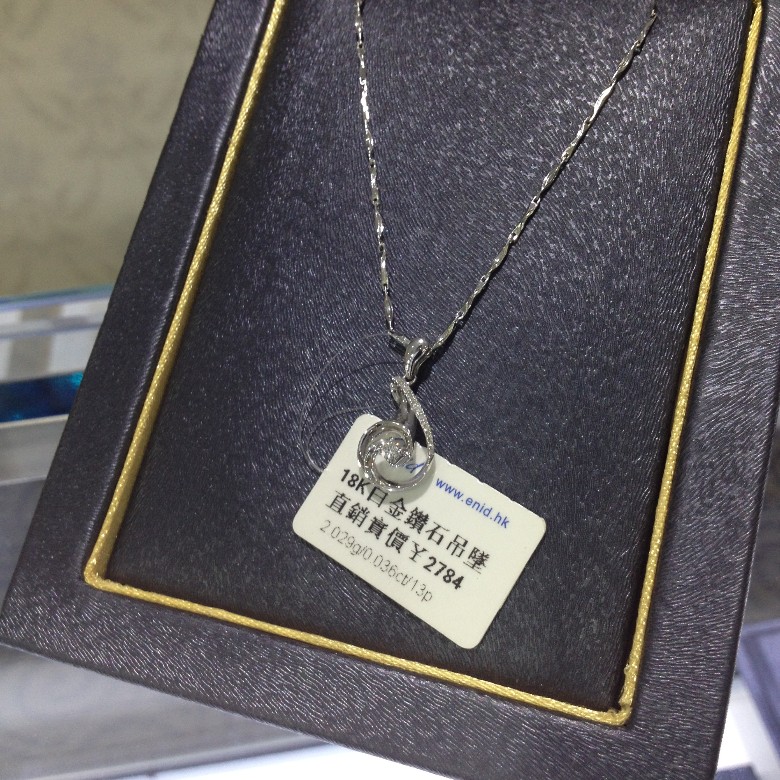 www.enid.hk
18K白金鑽石吊墜
直銷實價￥2784
2.029g/0.036ct/13p